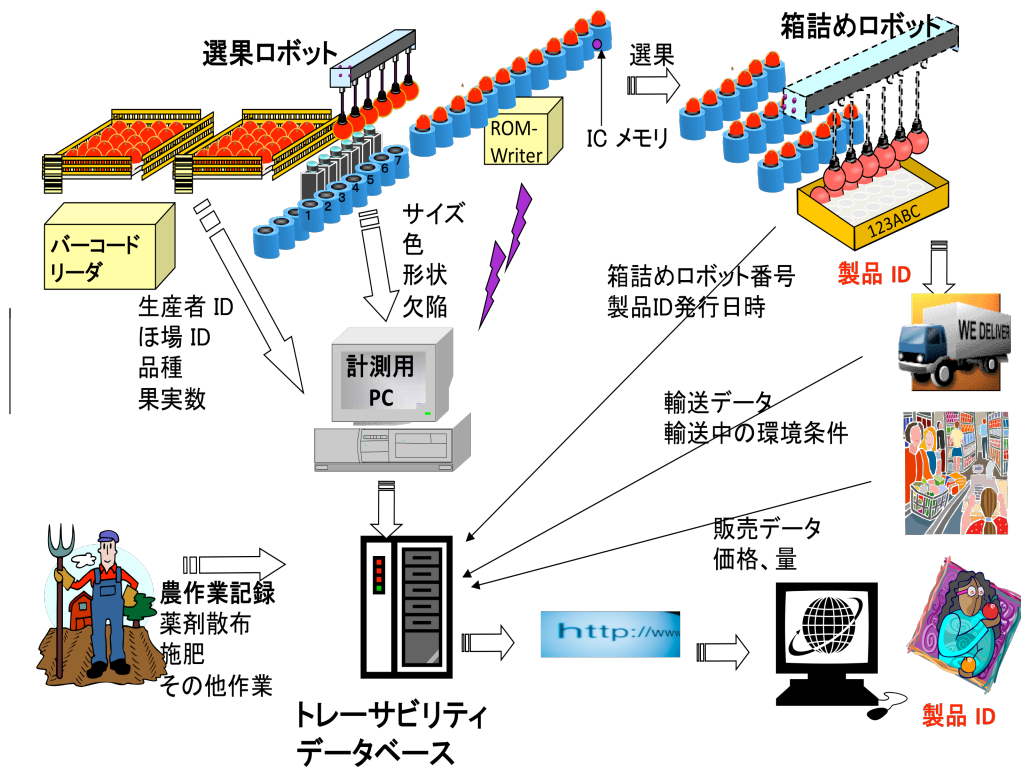 選果ロボット
箱詰めロボット
選果
IC メモリ
ROM-
Writer
1
2
3
4
5
6
7
123ABC
製品 ID
バーコード
リーダ
サイズ
色
形状
欠陥
生産者 ID
ほ場 ID
品種
果実数
箱詰めロボット番号
製品ID発行日時
WE DELIVER
計測用
PC
輸送データ
輸送中の環境条件
販売データ
価格、量
農作業記録
薬剤散布
施肥
その他作業
http://www
製品 ID
トレーサビリティ
データベース